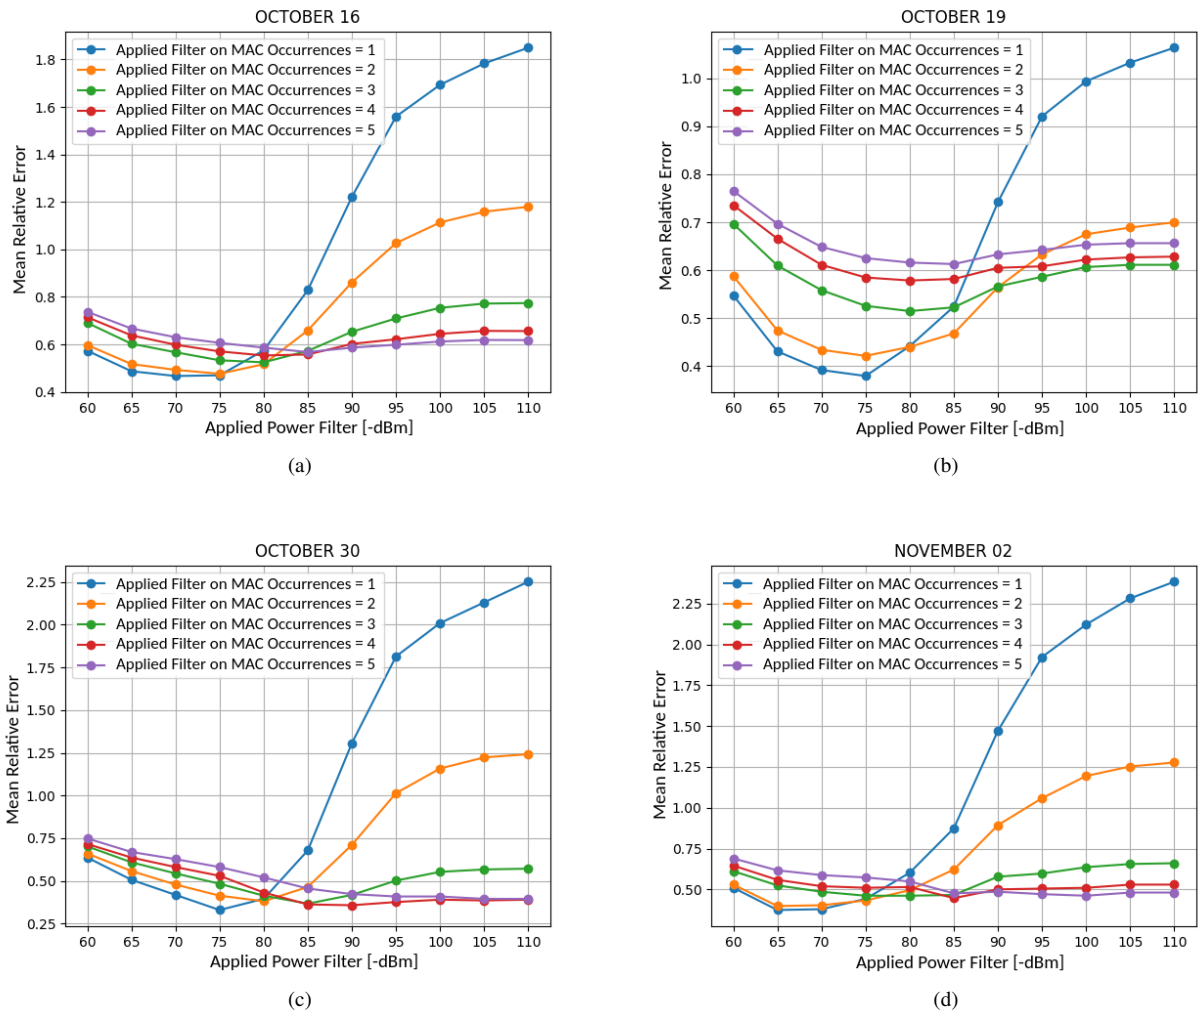 OCTOBER 16
Mean Relative Error
1.8
1.6
1.4
1.2
1.0
0.8
0.6
0.4
Applied Filter on MAC Occurrences = 1
Applied Filter on MAC Occurrences = 2
Applied Filter on MAC Occurrences = 3
Applied Filter on MAC Occurrences = 4
Applied Filter on MAC Occurrences = 5
60 65 70 75 80 85 90 95 100 105 110
Applied Power Filter [-dBm]
(a)
OCTOBER 19
Mean Relative Error
1.0
0.9
0.8
0.7
0.6
0.5
0.4
Applied Filter on MAC Occurrences = 1
Applied Filter on MAC Occurrences = 2
Applied Filter on MAC Occurrences = 3
Applied Filter on MAC Occurrences = 4
Applied Filter on MAC Occurrences = 5
60 65 70 75 80 85 90 95 100 105 110
Applied Power Filter [-dBm]
(b)
OCTOBER 30
Mean Relative Error
2.25
2.00
1.75
1.50
1.25
1.00
0.75
0.50
0.25
Applied Filter on MAC Occurrences = 1
Applied Filter on MAC Occurrences = 2
Applied Filter on MAC Occurrences = 3
Applied Filter on MAC Occurrences = 4
Applied Filter on MAC Occurrences = 5
60 65 70 75 80 85 90 95 100 105 110
Applied Power Filter [-dBm]
(c)
NOVEMBER 02
Mean Relative Error
2.25
2.00
1.75
1.50
1.25
1.00
0.75
0.50
Applied Filter on MAC Occurrences = 1
Applied Filter on MAC Occurrences = 2
Applied Filter on MAC Occurrences = 3
Applied Filter on MAC Occurrences = 4
Applied Filter on MAC Occurrences = 5
60 65 70 75 80 85 90 95 100 105 110
Applied Power Filter [-dBm]
(d)